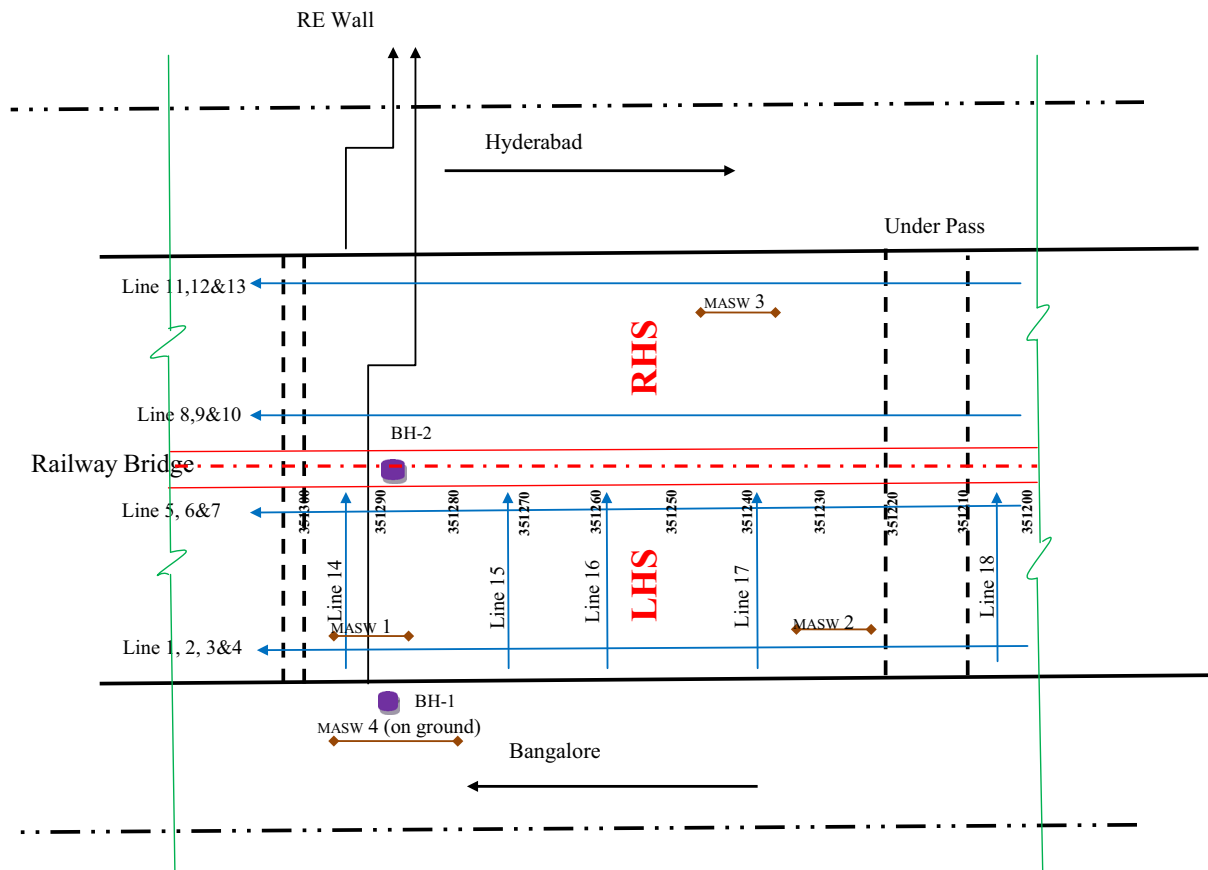 RE Wall
Hyderabad
Under Pass
Line 11,12&13
MASW 3
RHS
Line 8,9&10
BH-2
Railway Bridge
351300
351290
351280
351270
351260
351250
351240
351230
351220
351210
351200
Line 5, 6&7
Line 14
Line 15
Line 16
LHS
Line 17
Line 18
MASW 1
MASW 2
Line 1, 2, 3&4
BH-1
MASW 4 (on ground)
Bangalore